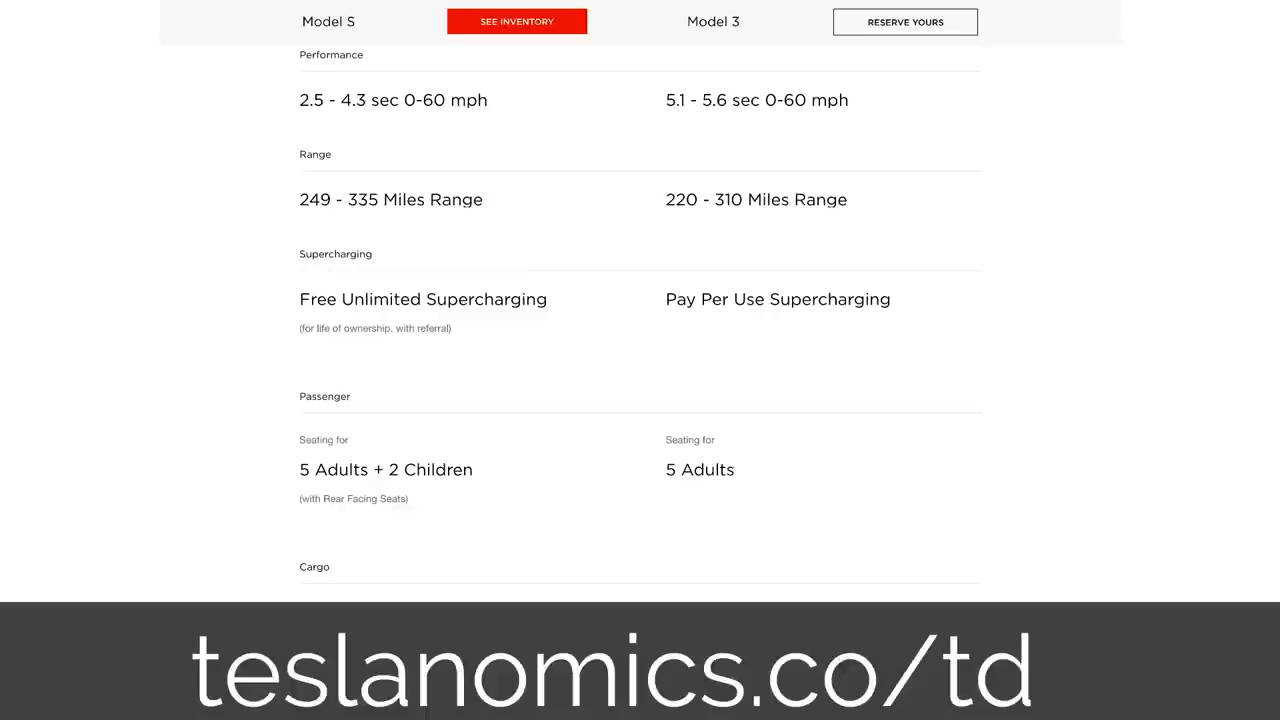 Model S SEE INVENTORY Model 3 RESERVE YOURS
Performance
2.5 - 4.3 sec 0-60 mph 5.1 - 5.6 sec 0-60 mph
Range
249 - 335 Miles Range 220 - 310 Miles Range
Supercharging
Free Unlimited Supercharging Pay Per Use Supercharging
(for life of ownership, with referral)
Passenger
Seating for Seating for
5 Adults + 2 Children 5 Adults
(with Rear Facing Seats)
Cargo
teslanomics.co/td